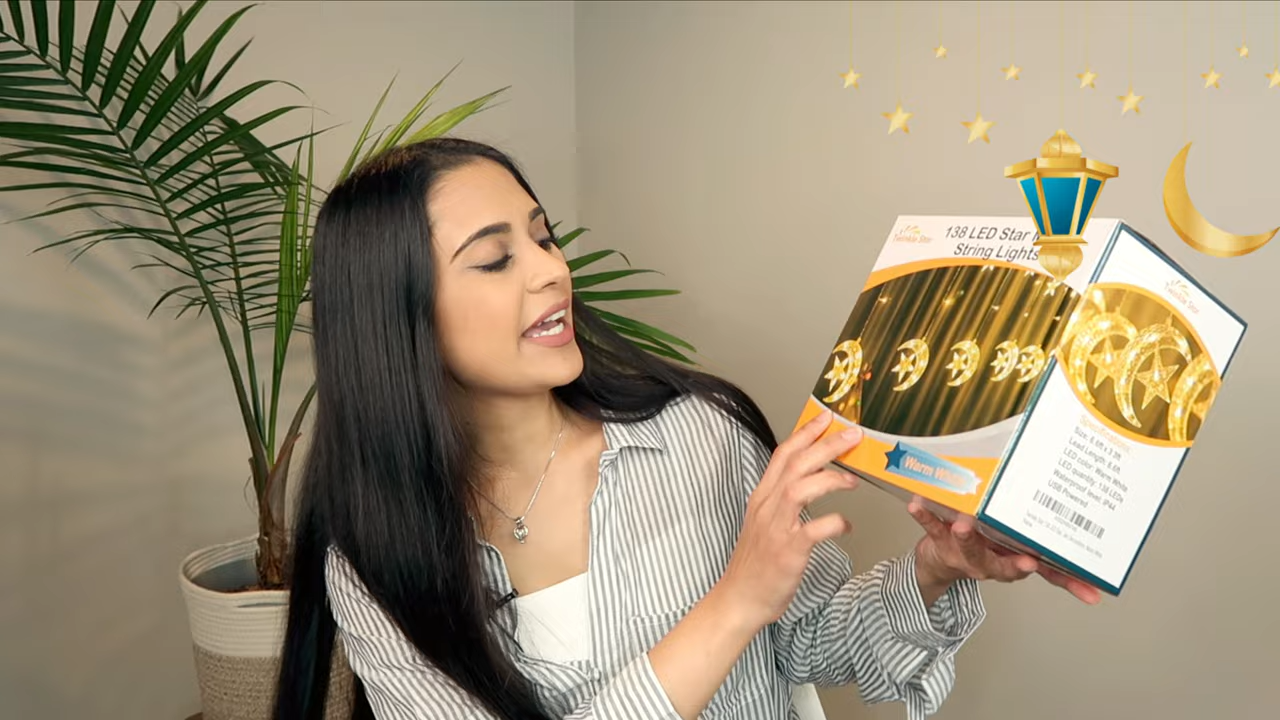 Twinkle Star
138 LED Star
String Lights
Warm
Twinkle Star
Specifications:
Size: 6.6ft x 3.3ft
Lead Length: 6.6ft
LED color: Warm White
LED quantity: 138 LEDs
Waterproof level: IP44
USB Powered